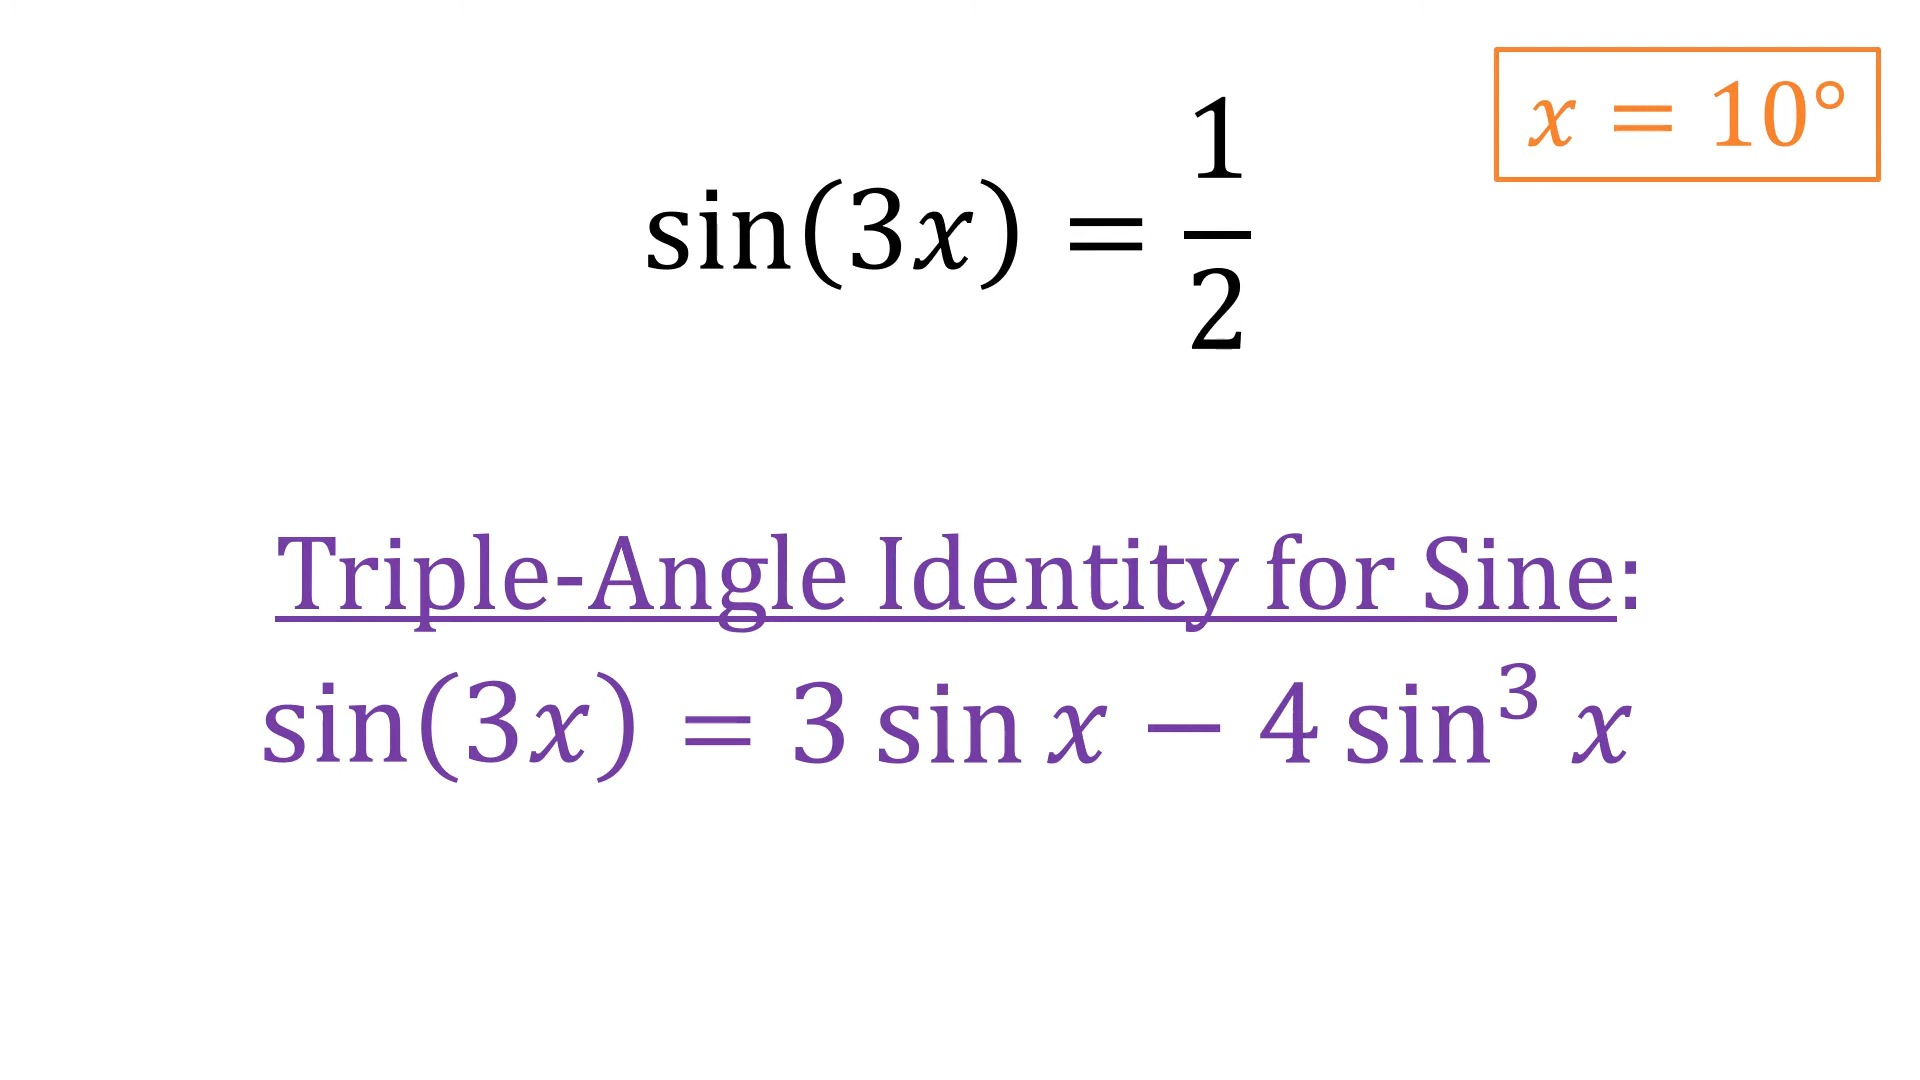 x = 10°
sin(3x) = 1/2
Triple-Angle Identity for Sine:
sin(3x) = 3 sin x − 4 sin³ x